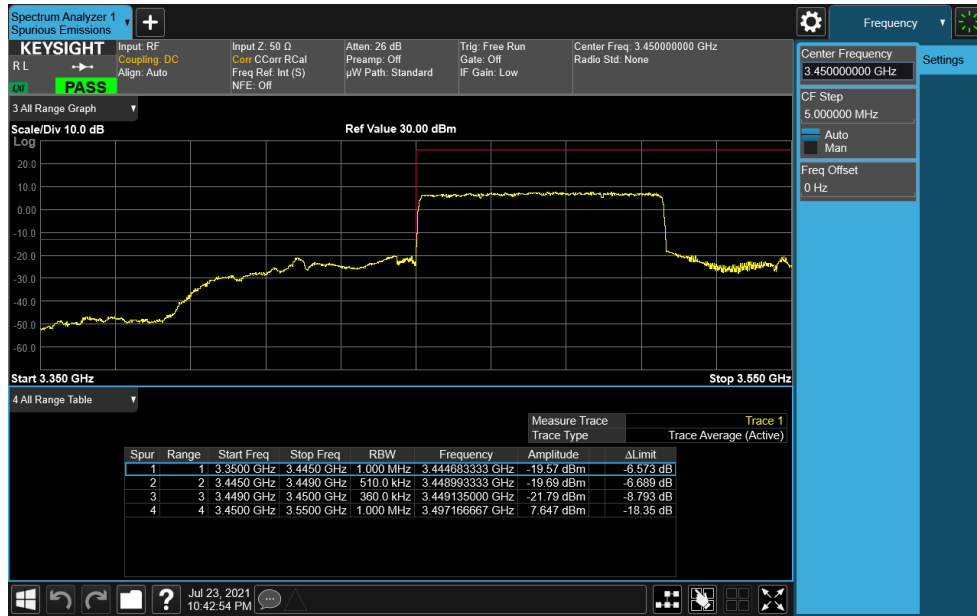 Spectrum Analyzer 1
Spurious Emissions
Frequency
KEYSIGHT
R L
LXI
PASS
Input: RF
Coupling: DC
Align: Auto
Input Z: 50 Ω
Corr CCorr RCal
Freq Ref: Int (S)
NFE: Off
Atten: 26 dB
Preamp: Off
µW Path: Standard
Trig: Free Run
Gate: Off
IF Gain: Low
Center Freq: 3.450000000 GHz
Radio Std: None
Center Frequency
3.450000000 GHz
Settings
CF Step
5.000000 MHz
Auto
Man
Freq Offset
0 Hz
3 All Range Graph
Scale/Div 10.0 dB
Ref Value 30.00 dBm
Log
20.0
10.0
0.00
-10.0
-20.0
-30.0
-40.0
-50.0
-60.0
Start 3.350 GHz
Stop 3.550 GHz
4 All Range Table
Measure Trace Trace 1
Trace Type Trace Average (Active)
Spur Range Start Freq Stop Freq RBW Frequency Amplitude ΔLimit
1 1 3.3500 GHz 3.4450 GHz 1.000 MHz 3.444683333 GHz -19.57 dBm -6.573 dB
2 2 3.4450 GHz 3.4490 GHz 510.0 kHz 3.448993333 GHz -19.69 dBm -6.689 dB
3 3 3.4490 GHz 3.4500 GHz 360.0 kHz 3.449135000 GHz -21.79 dBm -8.793 dB
4 4 3.4500 GHz 3.5500 GHz 1.000 MHz 3.497166667 GHz 7.647 dBm -18.35 dB
?
Jul 23, 2021
10:42:54 PM